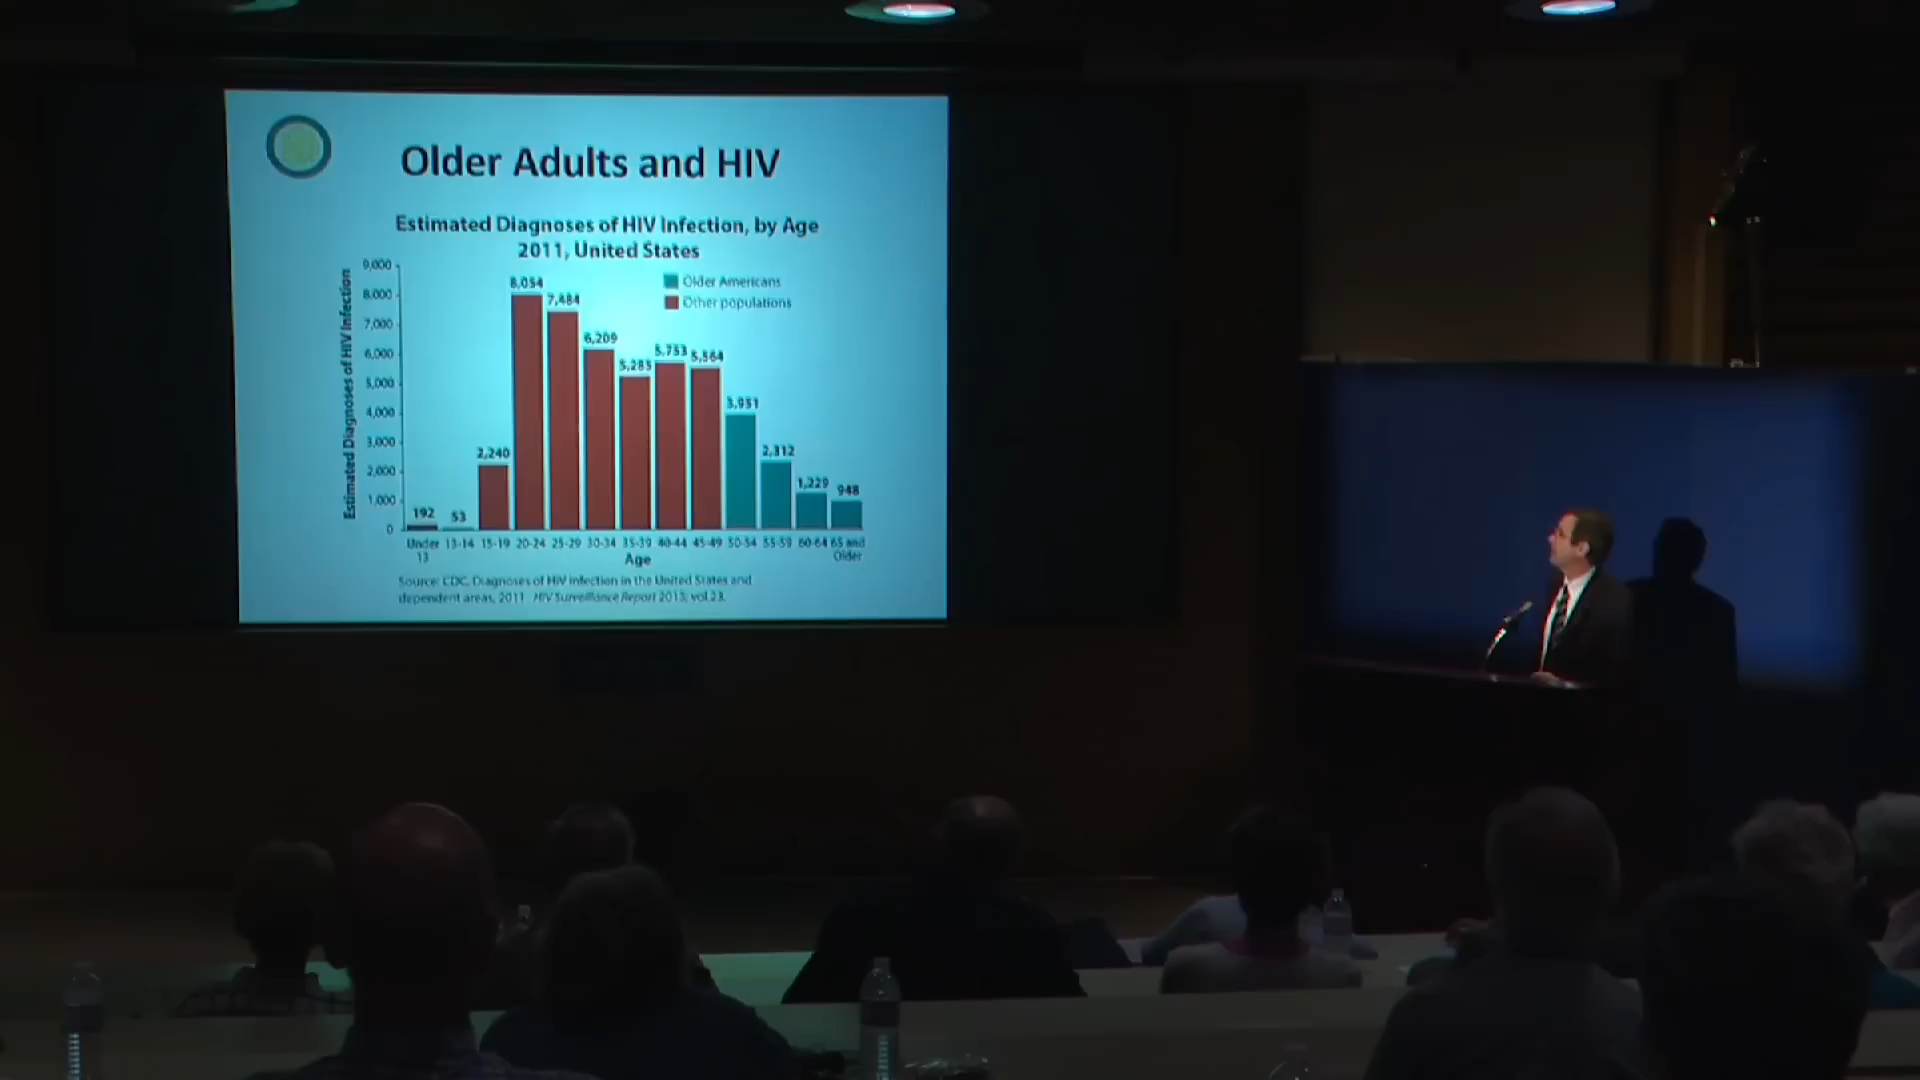 Older Adults and HIV
Estimated Diagnoses of HIV Infection, by Age
2011, United States
Estimated Diagnoses of HIV Infection
9,000
8,000
7,000
6,000
5,000
4,000
3,000
2,000
1,000
0
Older Americans
Other populations
192
53
2,240
8,054
7,484
6,209
5,285
5,753
5,564
3,951
2,312
1,229
948
Under 13-14 15-19 20-24 25-29 30-34 35-39 40-44 45-49 50-54 55-59 60-64 65 and
13 Older
Age
Source: CDC. Diagnoses of HIV infection in the United States and
dependent areas, 2011. HIV Surveillance Report 2013; vol.23.